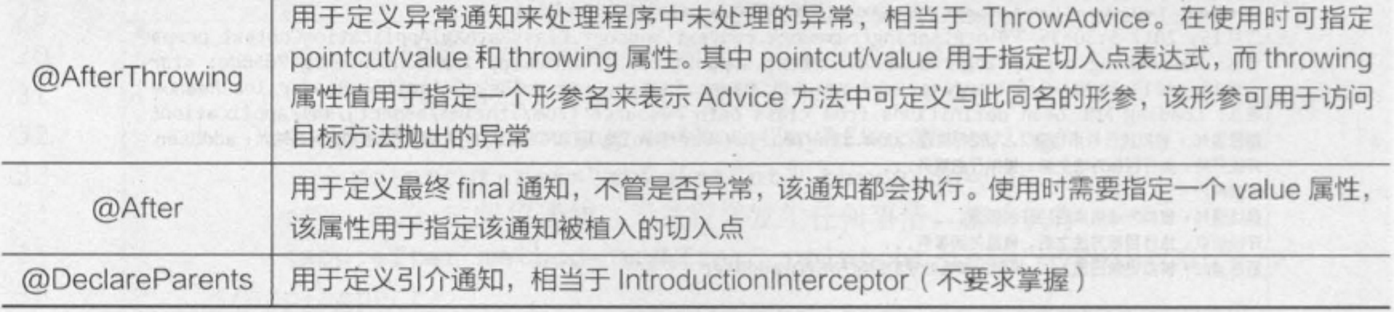 用于定义异常通知来处理程序中未处理的异常，相当于 ThrowAdvice。在使用时可指定
pointcut/value 和 throwing 属性。其中 pointcut/value 用于指定切入点表达式，而 throwing
@AfterThrowing
属性值用于指定一个形参名来表示 Advice 方法中可定义与此同名的形参，该形参可用于访问
目标方法抛出的异常
用于定义最终 final 通知，不管是否异常，该通知都会执行。使用时需要指定一个 value 属性，
@After
该属性用于指定该通知被植入的切入点
@DeclareParents 用于定义引介通知，相当于 IntroductionInterceptor（不要求掌握）